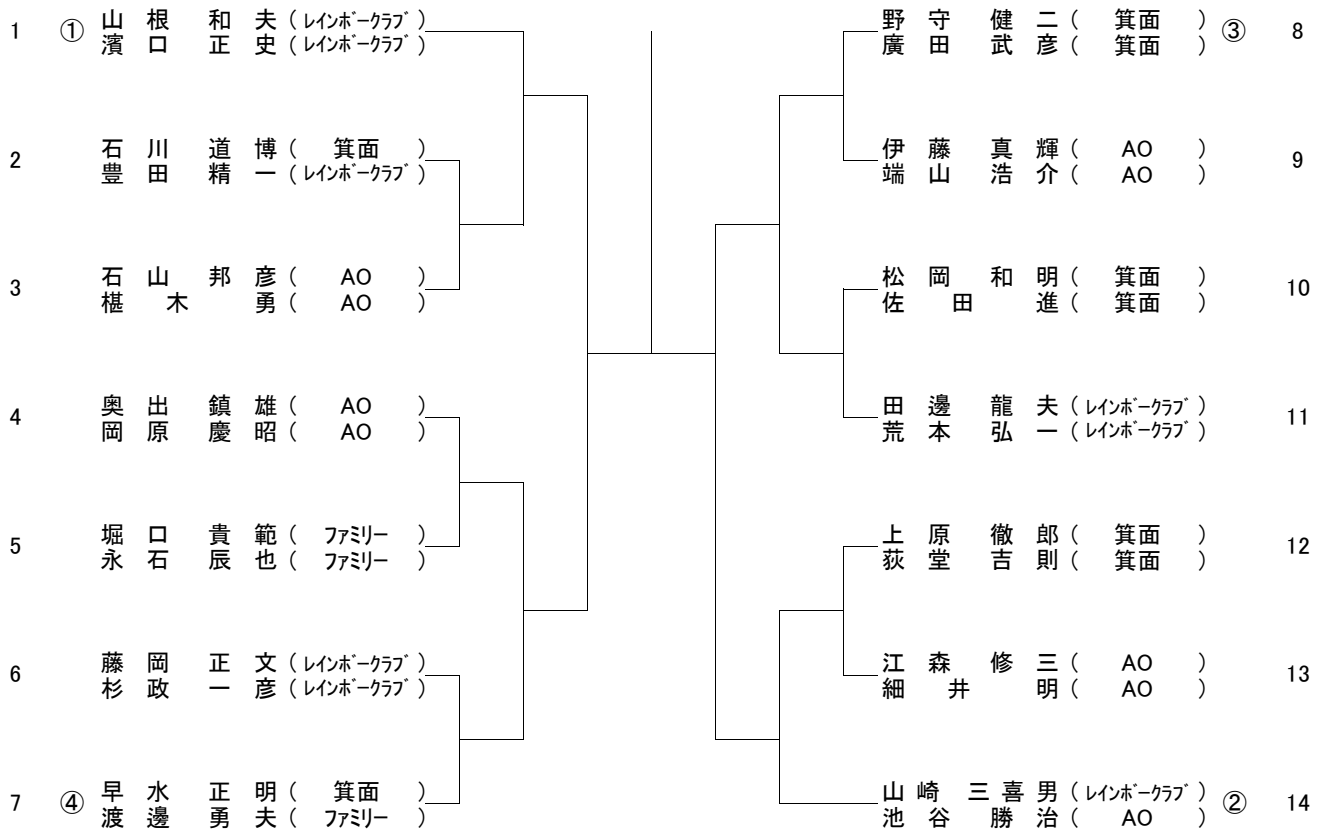 1 ① 山根 和夫 (レインボークラブ)
濱口 正史 (レインボークラブ)
2 石川 道博 ( 箕面 )
豊田 精一 (レインボークラブ)
3 石山 邦彦 ( AO )
椹木 勇 ( AO )
4 奥出 鎮雄 ( AO )
岡原 慶昭 ( AO )
5 堀口 貴範 ( ファミリー )
永石 辰也 ( ファミリー )
6 藤岡 正文 (レインボークラブ)
杉政 一彦 (レインボークラブ)
7 ④ 早水 正明 ( 箕面 )
渡邊 勇夫 ( ファミリー )
野守 健二 ( 箕面 ) ③ 8
廣田 武彦 ( 箕面 )
伊藤 真輝 ( AO ) 9
端山 浩介 ( AO )
松岡 和明 ( 箕面 ) 10
佐田 進 ( 箕面 )
田邊 龍夫 (レインボークラブ) 11
荒本 弘一 (レインボークラブ)
上原 徹郎 ( 箕面 ) 12
荻堂 吉則 ( 箕面 )
江森 修三 ( AO ) 13
細井 明 ( AO )
山崎 三喜男 (レインボークラブ) ② 14
池谷 勝治 ( AO )